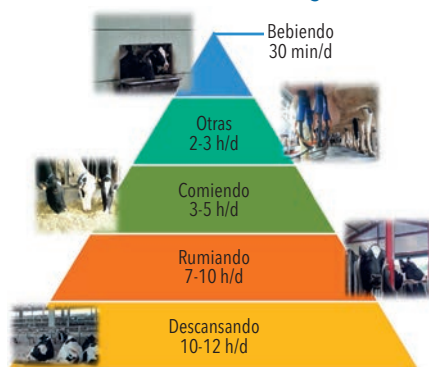 Bebiendo
30 min/d
Otras
2-3 h/d
Comiendo
3-5 h/d
Rumiando
7-10 h/d
Descansando
10-12 h/d